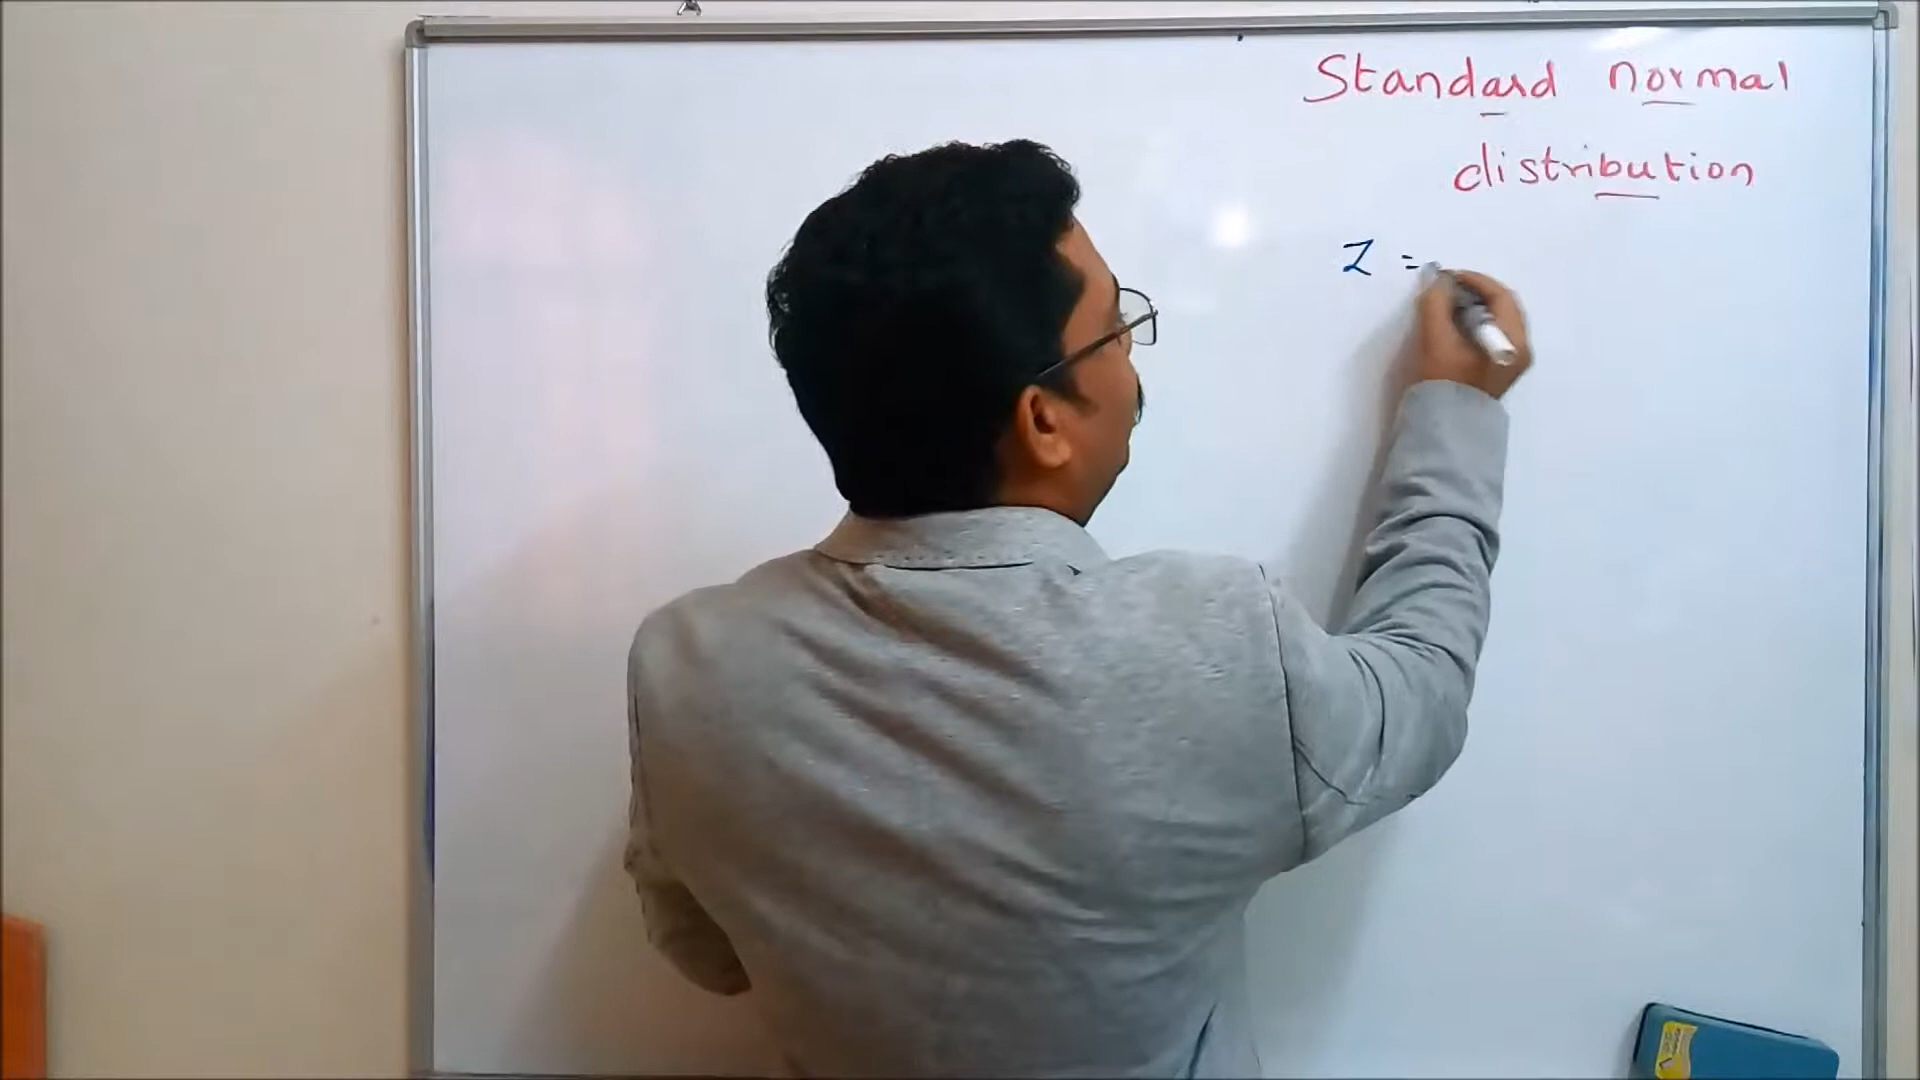 Standard normal
distribution
Z =